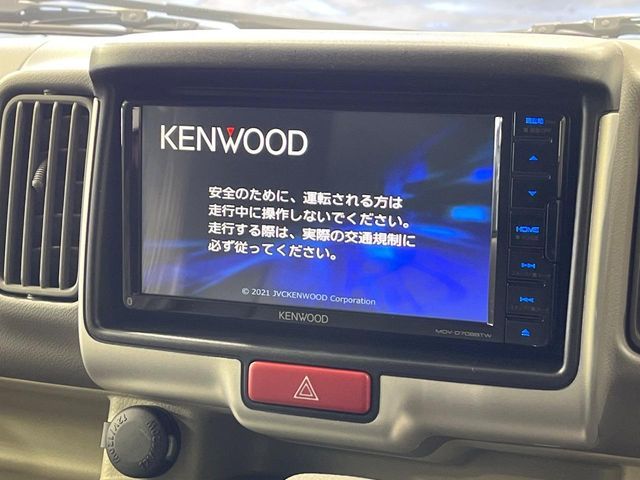 KENWOOD
安全のために、運転される方は
走行中に操作しないでください。
走行する際は、実際の交通規制に
必ず従ってください。
© 2021 JVCKENWOOD Corporation
KENWOOD
MDV-D708BTW
HOME